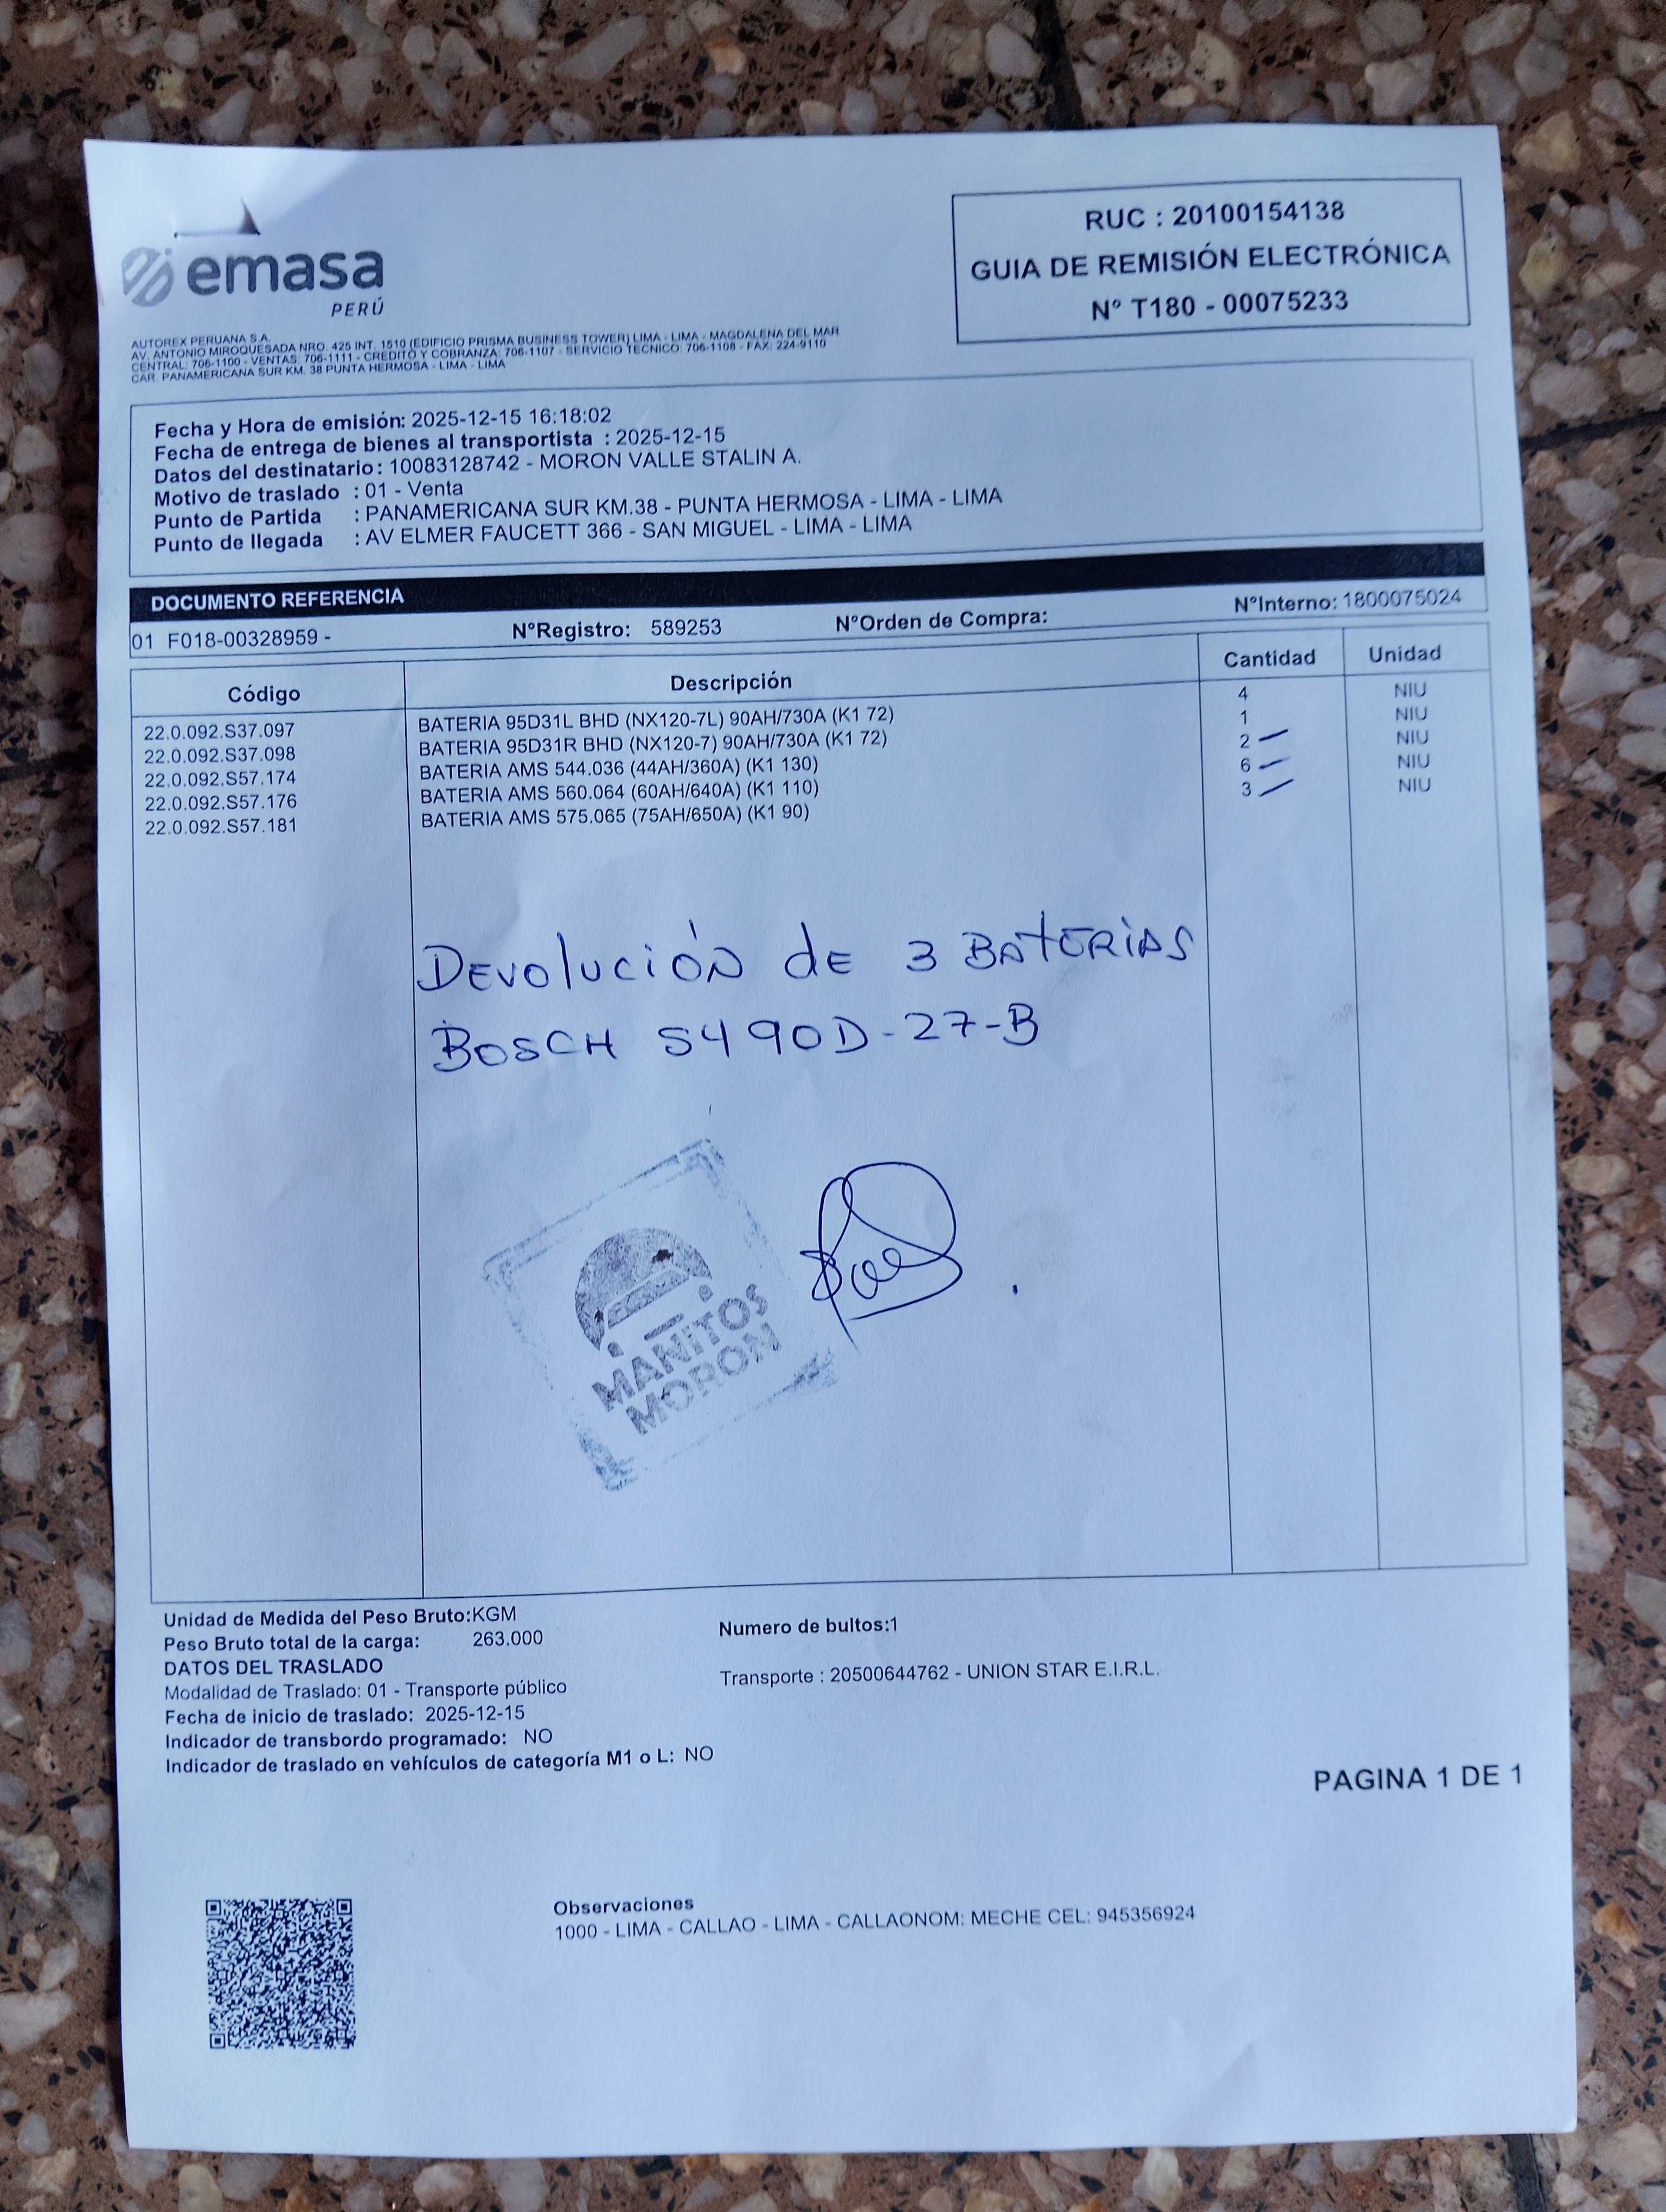 emasa
PERÚ
RUC : 20100154138
GUIA DE REMISIÓN ELECTRÓNICA
N° T180 - 00075233
AUTOREX PERUANA S.A.
AV. ANTONIO MIROQUESADA NRO. 425 INT. 1510 (EDIFICIO PRISMA BUSINESS TOWER) LIMA - LIMA - MAGDALENA DEL MAR
CENTRAL: 706-1100 - VENTAS: 706-1111 - CREDITO Y COBRANZA: 706-1107 - SERVICIO TECNICO: 706-1108 - FAX: 224-9110
CAR. PANAMERICANA SUR KM. 38 PUNTA HERMOSA - LIMA - LIMA
Fecha y Hora de emisión: 2025-12-15 16:18:02
Fecha de entrega de bienes al transportista : 2025-12-15
Datos del destinatario: 10083128742 - MORON VALLE STALIN A.
Motivo de traslado : 01 - Venta
Punto de Partida : PANAMERICANA SUR KM.38 - PUNTA HERMOSA - LIMA - LIMA
Punto de llegada : AV ELMER FAUCETT 366 - SAN MIGUEL - LIMA - LIMA
DOCUMENTO REFERENCIA
01 F018-00328959 - N°Registro: 589253 N°Orden de Compra: N°Interno: 1800075024
Código Descripción Cantidad Unidad
22.0.092.S37.097 BATERIA 95D31L BHD (NX120-7L) 90AH/730A (K1 72) 4 NIU
22.0.092.S37.098 BATERIA 95D31R BHD (NX120-7) 90AH/730A (K1 72) 1 NIU
22.0.092.S57.174 BATERIA AMS 544.036 (44AH/360A) (K1 130) 2 NIU
22.0.092.S57.176 BATERIA AMS 560.064 (60AH/640A) (K1 110) 6 NIU
22.0.092.S57.181 BATERIA AMS 575.065 (75AH/650A) (K1 90) 3 NIU
DEVOLUCIÓN DE 3 BATERIAS
BOSCH S490D-27-B
MANITOS
MORON
Unidad de Medida del Peso Bruto:KGM
Peso Bruto total de la carga: 263.000 Numero de bultos:1
DATOS DEL TRASLADO
Modalidad de Traslado: 01 - Transporte público Transporte : 20500644762 - UNION STAR E.I.R.L.
Fecha de inicio de traslado: 2025-12-15
Indicador de transbordo programado: NO
Indicador de traslado en vehículos de categoría M1 o L: NO
PAGINA 1 DE 1
Observaciones
1000 - LIMA - CALLAO - LIMA - CALLAONOM: MECHE CEL: 945356924